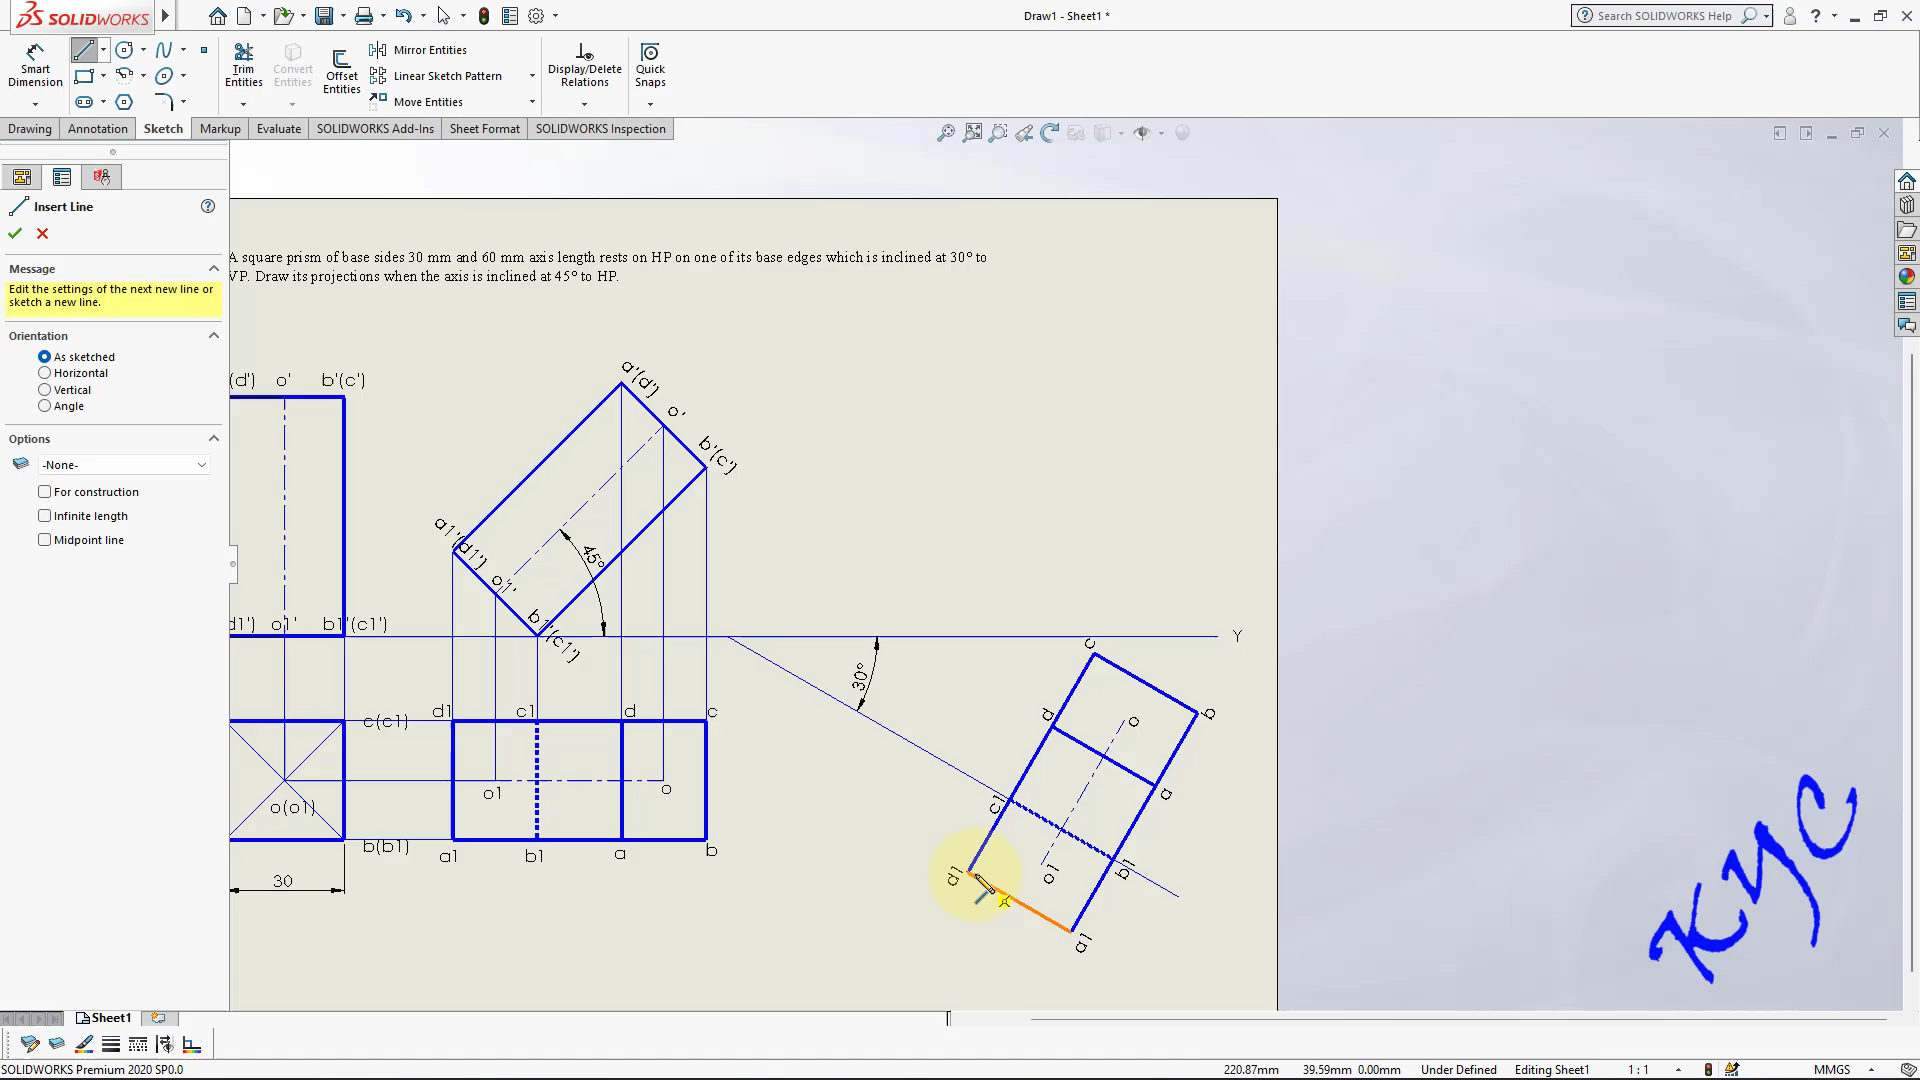 SOLIDWORKS
Draw1 - Sheet1 *
Search SOLIDWORKS Help
Smart Dimension
Trim Entities
Convert Entities
Offset Entities
Mirror Entities
Linear Sketch Pattern
Move Entities
Display/Delete Relations
Quick Snaps
Drawing
Annotation
Sketch
Markup
Evaluate
SOLIDWORKS Add-Ins
Sheet Format
SOLIDWORKS Inspection
Insert Line
Message
Edit the settings of the next new line or
sketch a new line.
Orientation
As sketched
Horizontal
Vertical
Angle
Options
-None-
For construction
Infinite length
Midpoint line
A square prism of base sides 30 mm and 60 mm axis length rests on HP on one of its base edges which is inclined at 30° to
VP. Draw its projections when the axis is inclined at 45° to HP.
(d') o' b'(c')
a'(d')
o'
b'(c')
a1'(d1')
o1'
45°
b1'(c1')
d1') o1' b1'(c1')
Y
30°
c(c1)
o(o1)
b(b1)
30
d1 c1 d c
o1 o
a1 b1 a b
c
b
d
o
a
c1
b1
o1
d1
a1
kyc
Sheet1
SOLIDWORKS Premium 2020 SP0.0
220.87mm 39.59mm 0.00mm Under Defined Editing Sheet1 1 : 1 MMGS